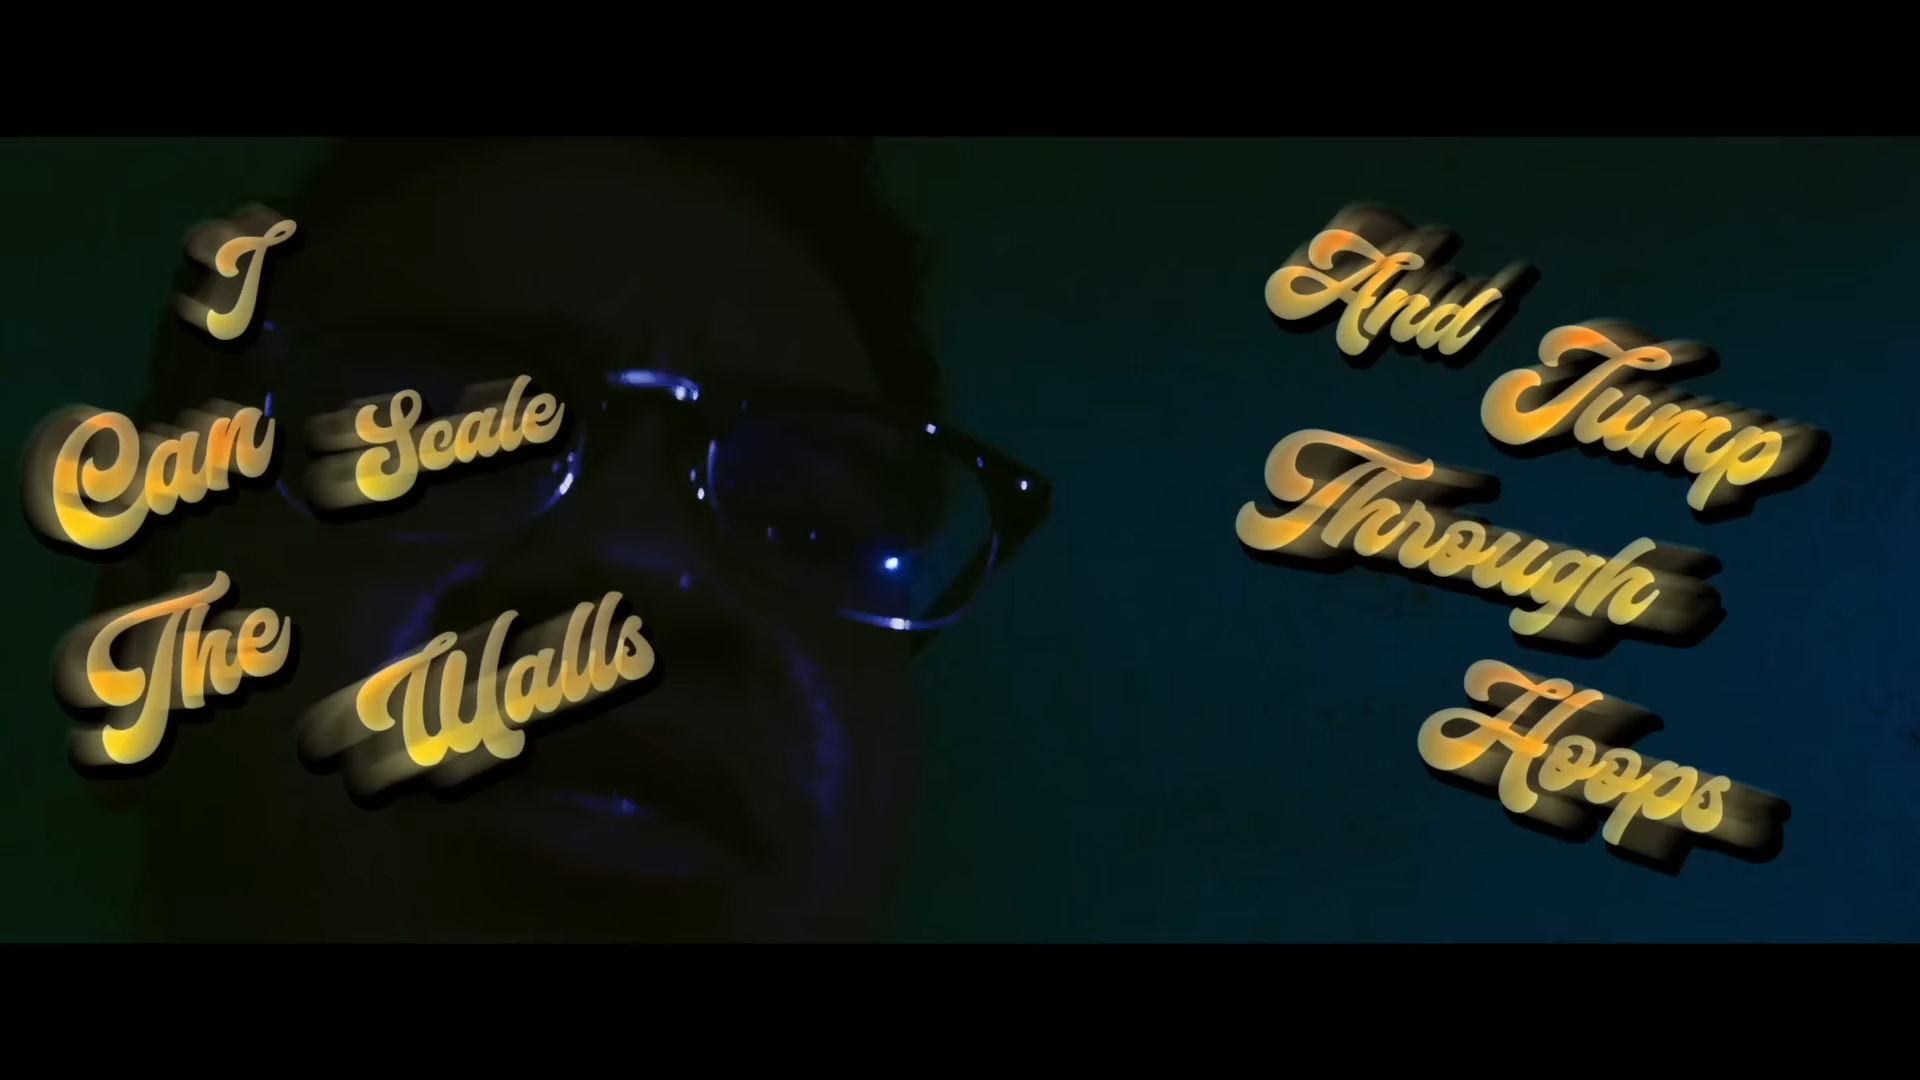 I
Can Scale
The Walls
And Jump
Through
Hoops